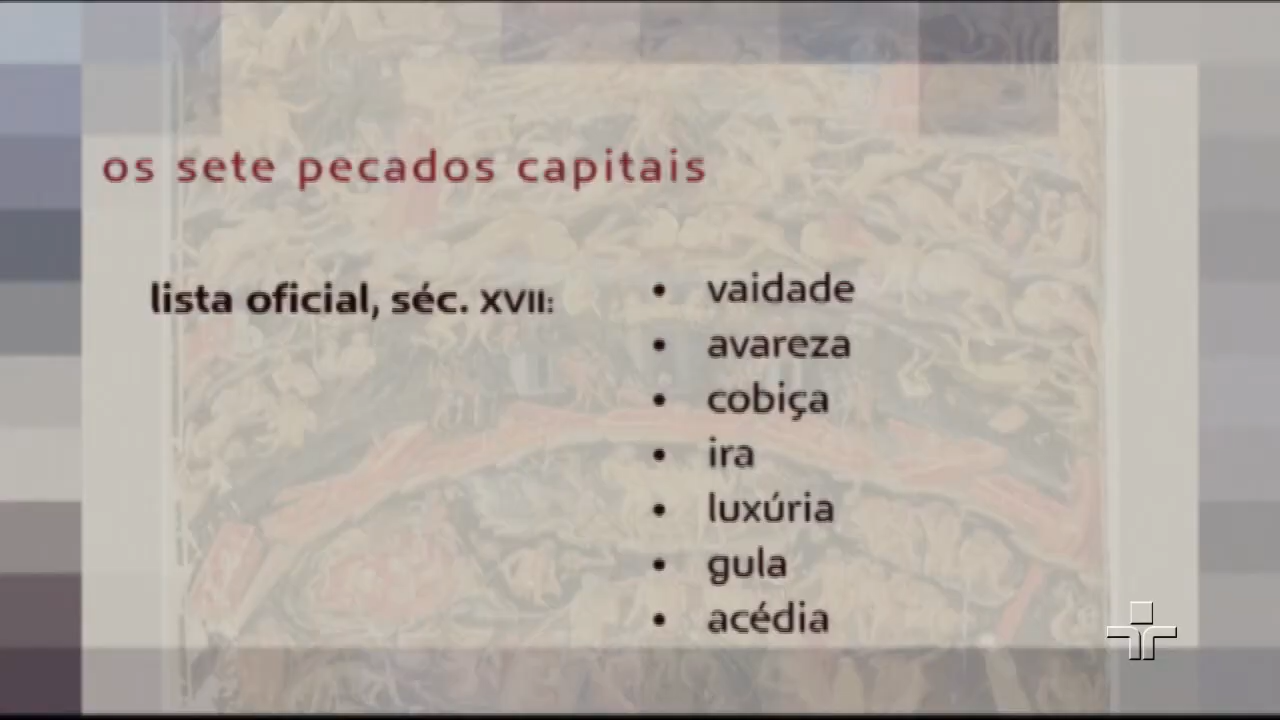 os sete pecados capitais
lista oficial, séc. XVII:
• vaidade
• avareza
• cobiça
• ira
• luxúria
• gula
• acédia